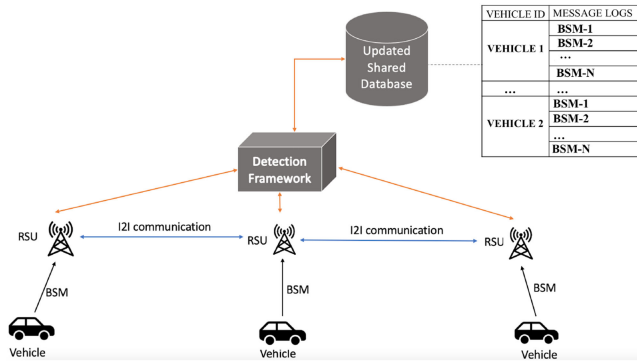 VEHICLE ID MESSAGE LOGS
VEHICLE 1
BSM-1
BSM-2
...
BSM-N
... ...
VEHICLE 2
BSM-1
BSM-2
...
BSM-N
Updated
Shared
Database
Detection
Framework
I2I communication
I2I communication
RSU
RSU
RSU
BSM
BSM
BSM
Vehicle
Vehicle
Vehicle